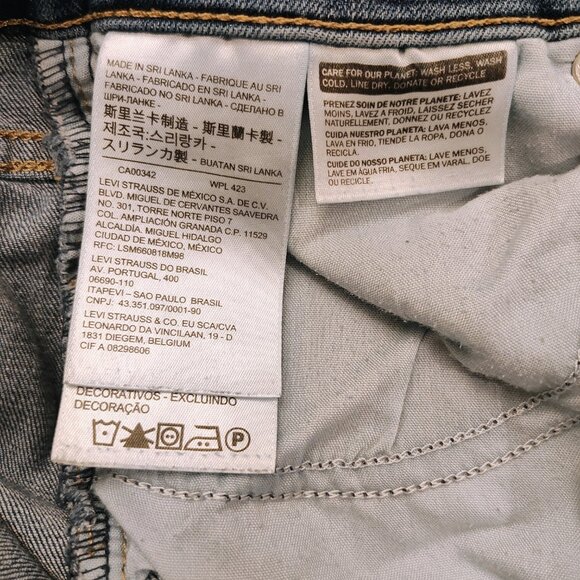 MADE IN SRI LANKA - FABRIQUE AU SRI
LANKA - FABRICADO EN SRI LANKA -
FABRICADO NO SRI LANKA - СДЕЛАНО В
ШРИ-ЛАНКЕ -
斯里兰卡制造 - 斯里蘭卡製 -
제조국:스리랑카 -
スリランカ製 - BUATAN SRI LANKA
CA00342 WPL 423
LEVI STRAUSS DE MÉXICO S.A. DE C.V.
BLVD. MIGUEL DE CERVANTES SAAVEDRA
NO. 301, TORRE NORTE PISO 7
COL. AMPLIACIÓN GRANADA C.P. 11529
ALCALDÍA. MIGUEL HIDALGO
CIUDAD DE MÉXICO, MÉXICO
RFC: LSM660818M98
LEVI STRAUSS DO BRASIL
AV. PORTUGAL, 400
06690-110
ITAPEVI – SAO PAULO BRASIL
CNPJ: 43.351.097/0001-90
LEVI STRAUSS & CO. EU SCA/CVA
LEONARDO DA VINCILAAN, 19 - D
1831 DIEGEM, BELGIUM
CIF A 08298606
DECORATIVOS - EXCLUINDO
DECORAÇÃO
P
CARE FOR OUR PLANET: WASH LESS, WASH
COLD, LINE DRY, DONATE OR RECYCLE
PRENEZ SOIN DE NOTRE PLANETE: LAVEZ
MOINS, LAVEZ A FROID, LAISSEZ SÉCHER
NATURELLEMENT, DONNEZ OU RECYCLEZ
CUIDA NUESTRO PLANETA: LAVA MENOS,
LAVA EN FRIO, TIENDE LA ROPA, DONA O
RECICLA.
CUIDE DO NOSSO PLANETA: LAVE MENOS,
LAVE EM ÁGUA FRIA, SEQUE EM VARAL, DOE
OU RECICLE.